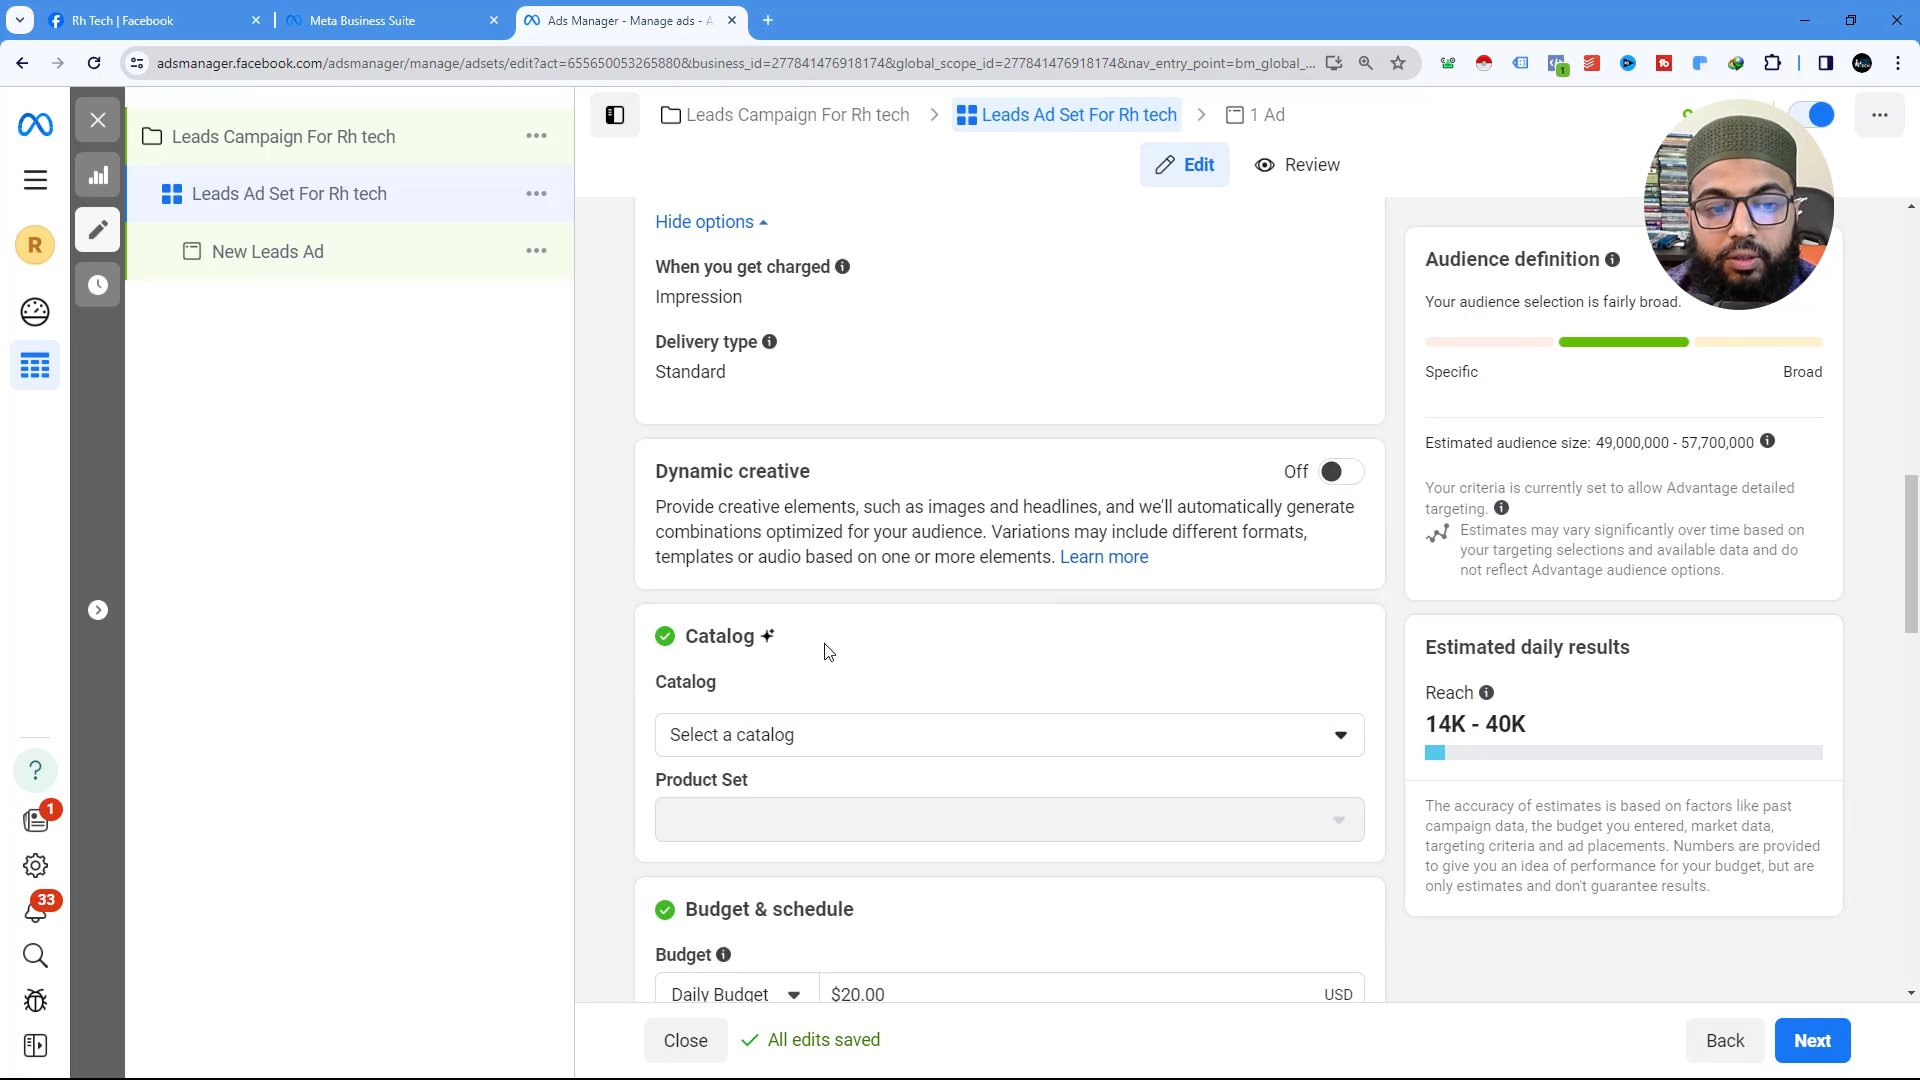 Rh Tech | Facebook
Meta Business Suite
Ads Manager - Manage ads - A
adsmanager.facebook.com/adsmanager/manage/adsets/edit?act=655650053265880&business_id=277841476918174&global_scope_id=277841476918174&nav_entry_point=bm_global_...
1
Leads Campaign For Rh tech
Leads Ad Set For Rh tech
New Leads Ad
R
?
1
33
Leads Campaign For Rh tech
Leads Ad Set For Rh tech
1 Ad
Edit
Review
Hide options
When you get charged
Impression
Delivery type
Standard
Dynamic creative
Off
Provide creative elements, such as images and headlines, and we'll automatically generate
combinations optimized for your audience. Variations may include different formats,
templates or audio based on one or more elements. Learn more
Catalog
Catalog
Select a catalog
Product Set
Budget & schedule
Budget
Daily Budget
$20.00
USD
Close
All edits saved
Back
Next
Audience definition
Your audience selection is fairly broad.
Specific
Broad
Estimated audience size: 49,000,000 - 57,700,000
Your criteria is currently set to allow Advantage detailed
targeting.
Estimates may vary significantly over time based on
your targeting selections and available data and do
not reflect Advantage audience options.
Estimated daily results
Reach
14K - 40K
The accuracy of estimates is based on factors like past
campaign data, the budget you entered, market data,
targeting criteria and ad placements. Numbers are provided
to give you an idea of performance for your budget, but are
only estimates and don't guarantee results.